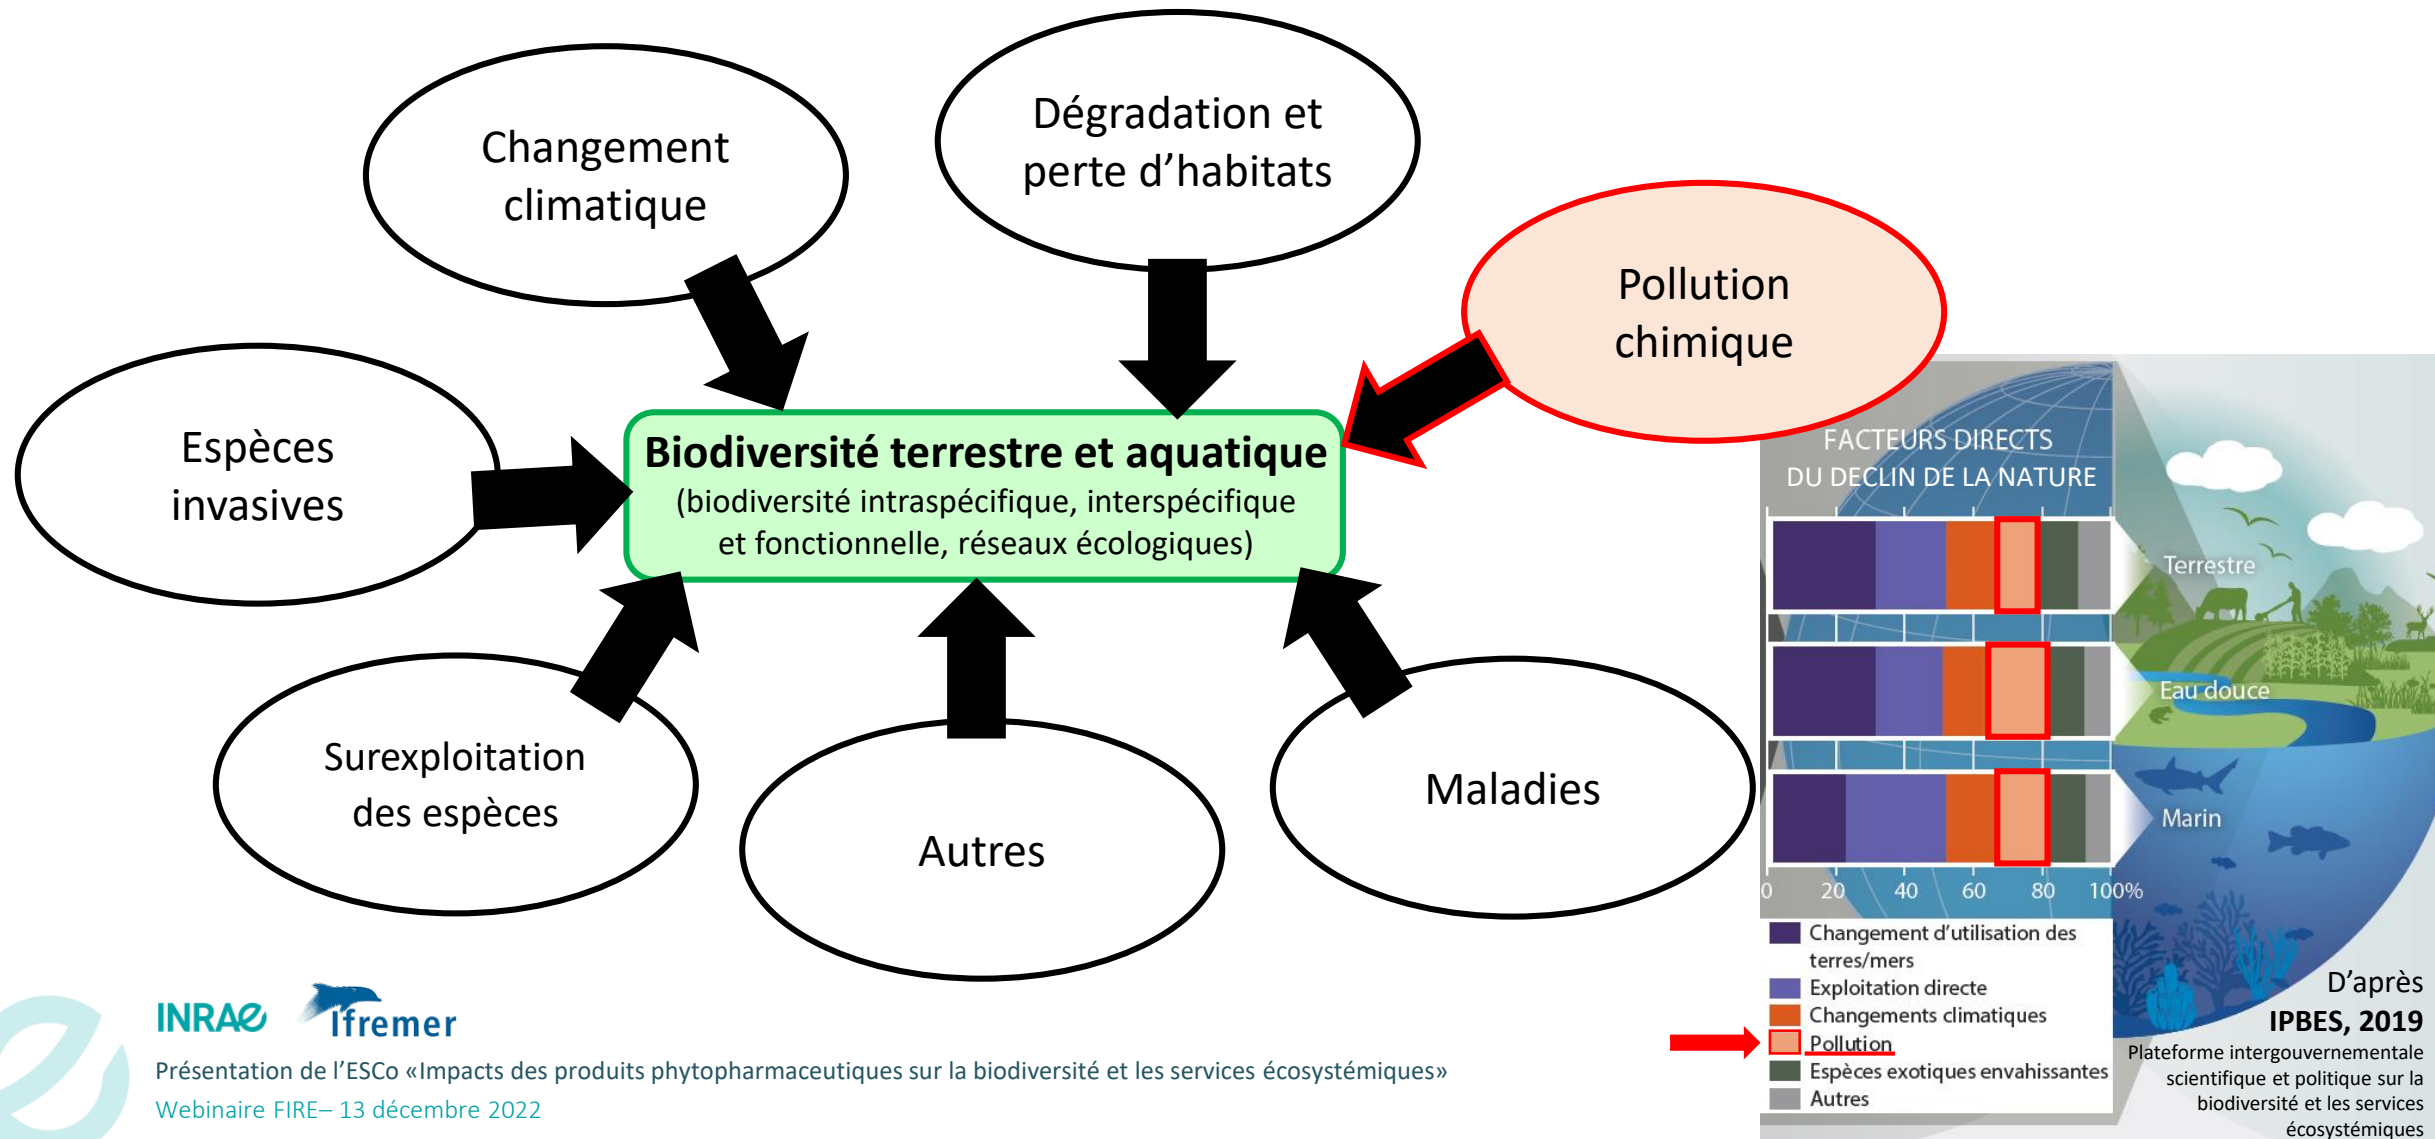 Changement
climatique
Dégradation et
perte d’habitats
Pollution
chimique
Espèces
invasives
Biodiversité terrestre et aquatique
(biodiversité intraspécifique, interspécifique
et fonctionnelle, réseaux écologiques)
Surexploitation
des espèces
Autres
Maladies
FACTEURS DIRECTS
DU DECLIN DE LA NATURE
Terrestre
Eau douce
Marin
0 20 40 60 80 100%
Changement d’utilisation des
terres/mers
Exploitation directe
Changements climatiques
Pollution
Espèces exotiques envahissantes
Autres
D’après
IPBES, 2019
Plateforme intergouvernementale
scientifique et politique sur la
biodiversité et les services
écosystémiques
INRAE
Ifremer
Présentation de l’ESCo «Impacts des produits phytopharmaceutiques sur la biodiversité et les services écosystémiques»
Webinaire FIRE– 13 décembre 2022